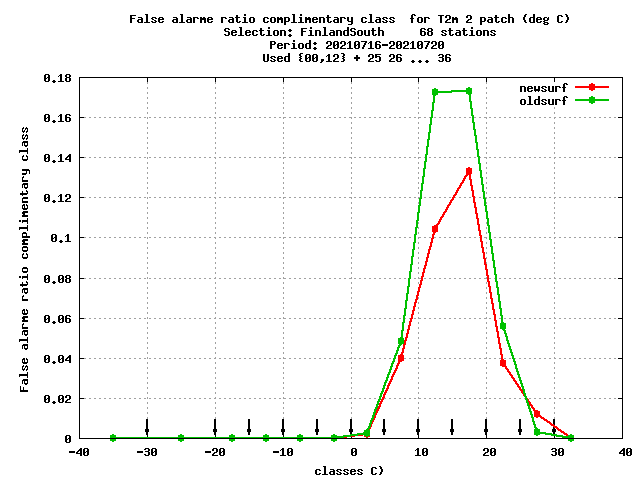 False alarme ratio complimentary class  for T2m 2 patch (deg C)
Selection: FinlandSouth     68 stations
Period: 20210716-20210720
Used {00,12} + 25 26 ... 36
newsurf
oldsurf
False alarme ratio complimentary class
0.18
0.16
0.14
0.12
0.1
0.08
0.06
0.04
0.02
0
-40 -30 -20 -10 0 10 20 30 40
classes C)